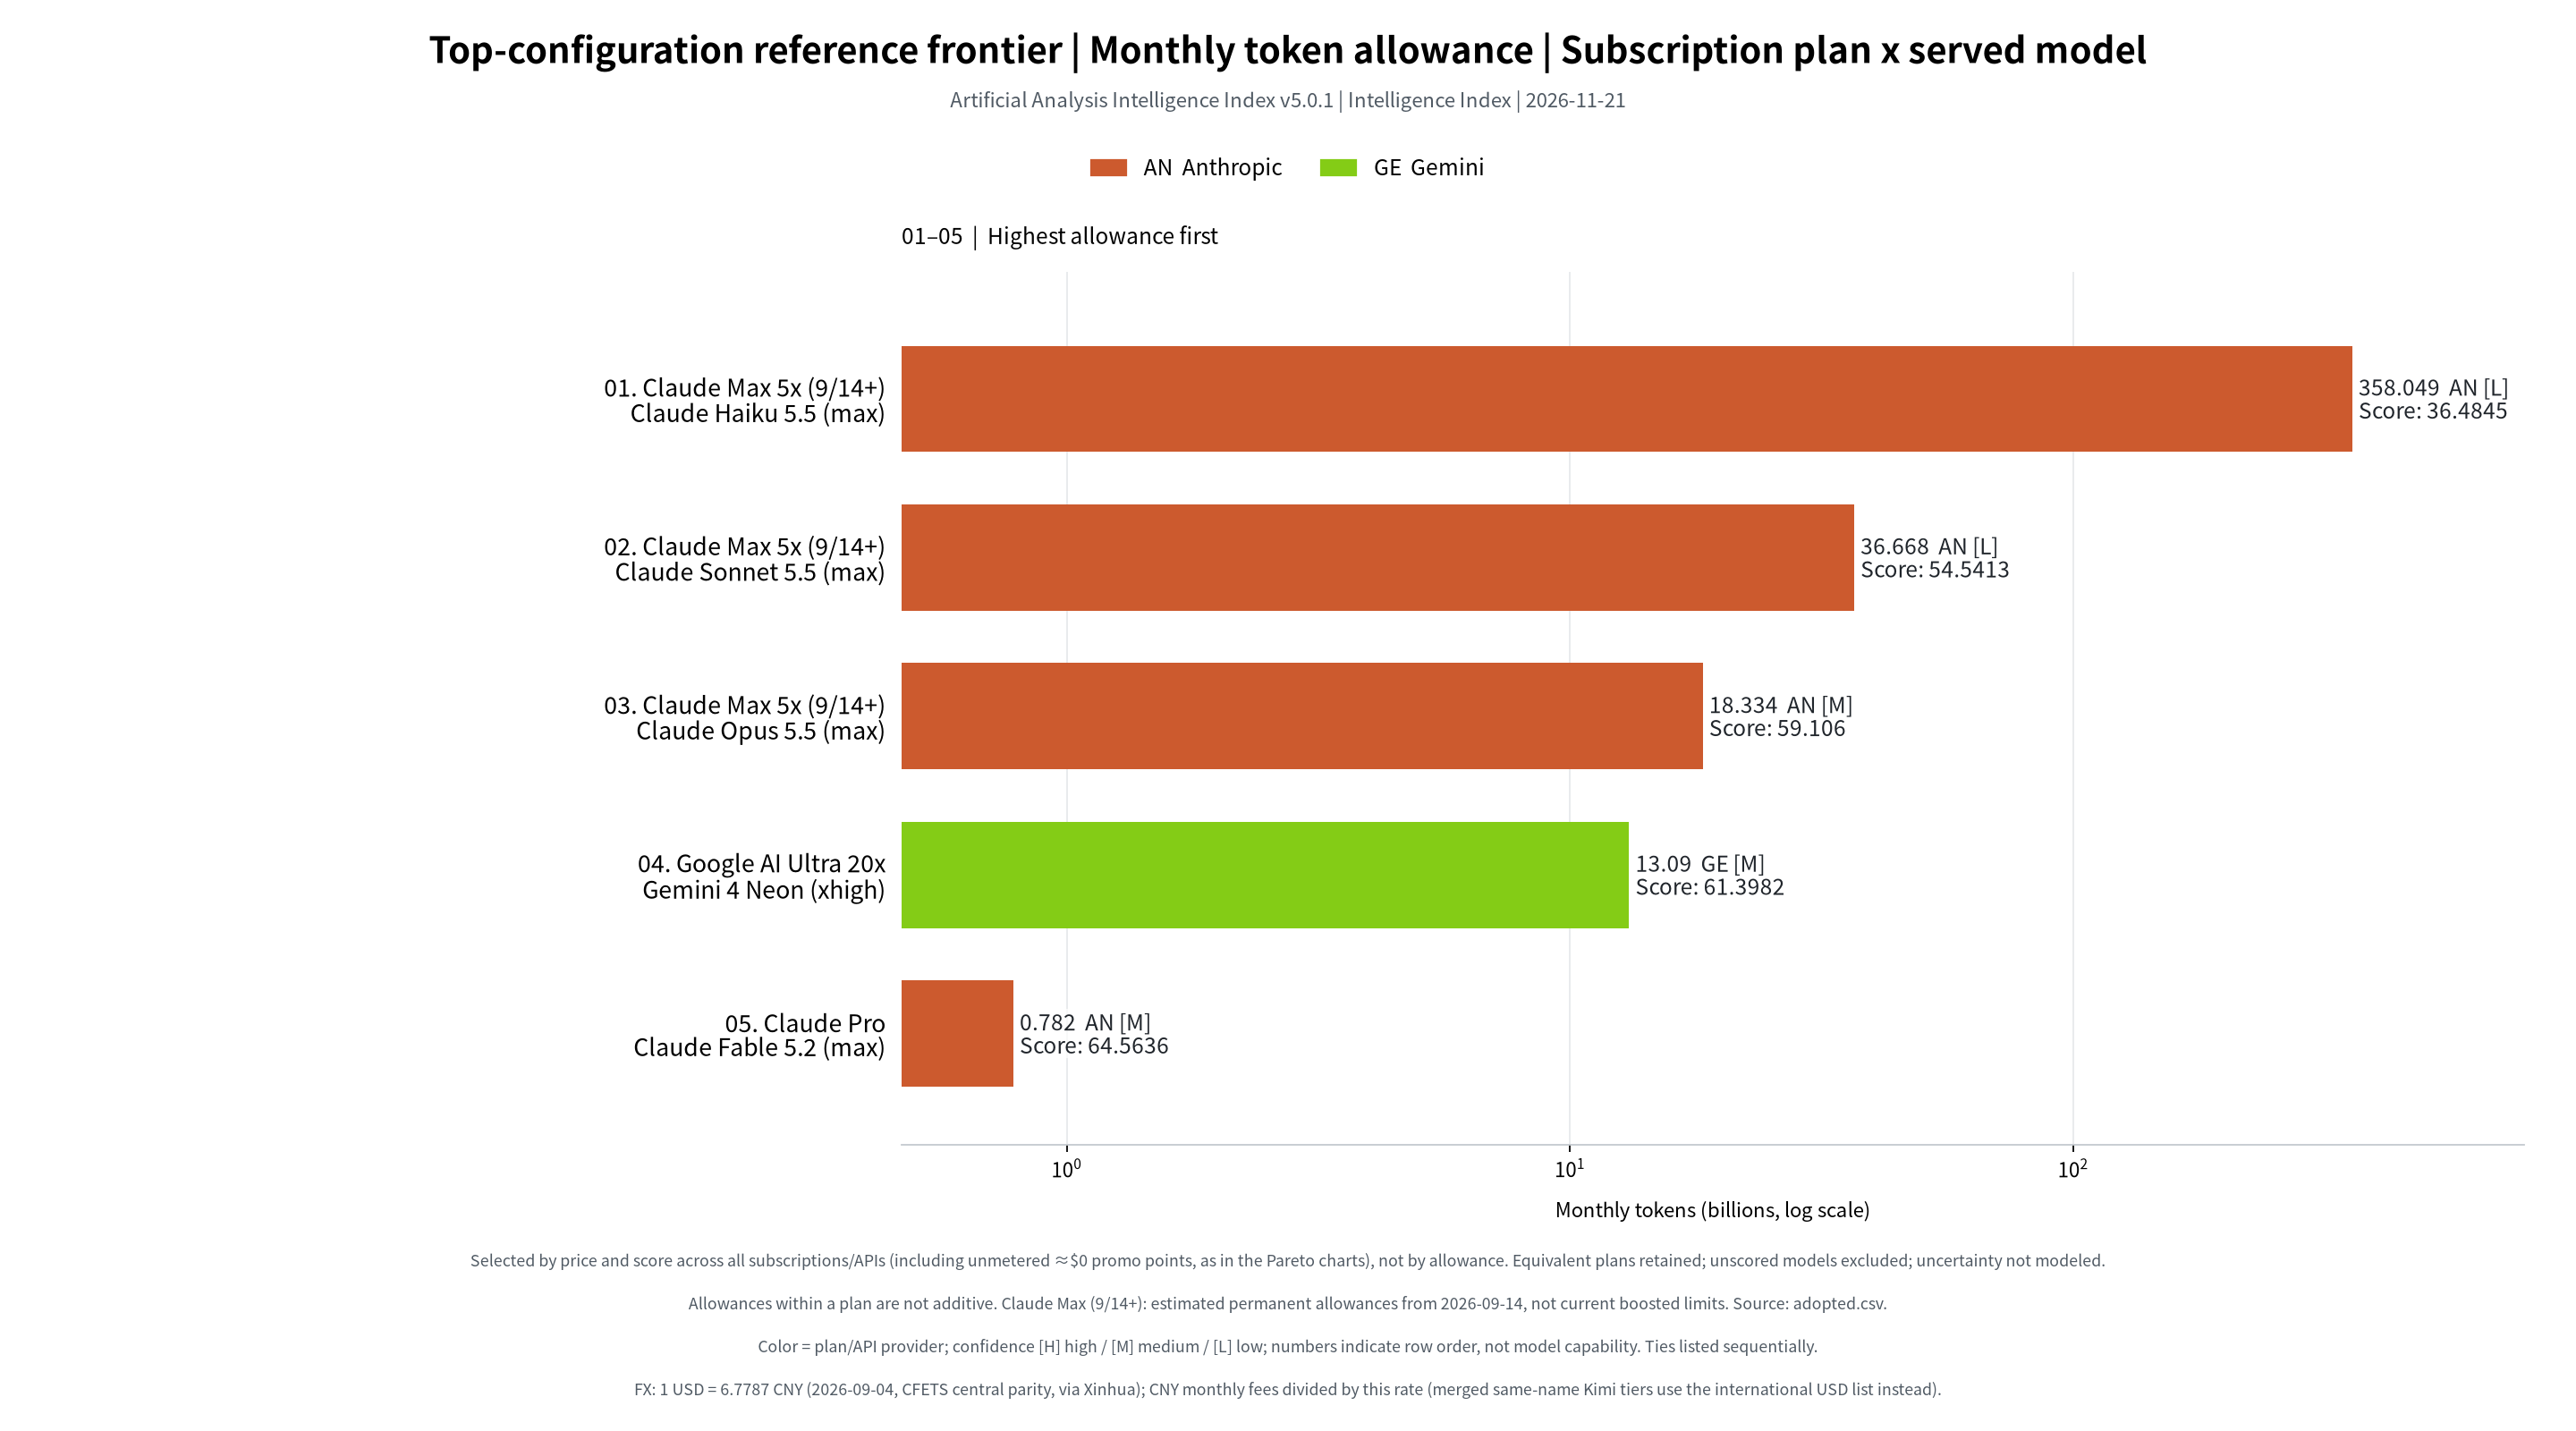 Top-configuration reference frontier | Monthly token allowance | Subscription plan x served model
Artificial Analysis Intelligence Index v5.0.1 | Intelligence Index | 2026-11-21
AN Anthropic
GE Gemini
01–05 | Highest allowance first
01. Claude Max 5x (9/14+)
Claude Haiku 5.5 (max)
358.049 AN [L]
Score: 36.4845
02. Claude Max 5x (9/14+)
Claude Sonnet 5.5 (max)
36.668 AN [L]
Score: 54.5413
03. Claude Max 5x (9/14+)
Claude Opus 5.5 (max)
18.334 AN [M]
Score: 59.106
04. Google AI Ultra 20x
Gemini 4 Neon (xhigh)
13.09 GE [M]
Score: 61.3982
05. Claude Pro
Claude Fable 5.2 (max)
0.782 AN [M]
Score: 64.5636
10⁰
10¹
10²
Monthly tokens (billions, log scale)
Selected by price and score across all subscriptions/APIs (including unmetered ≈$0 promo points, as in the Pareto charts), not by allowance. Equivalent plans retained; unscored models excluded; uncertainty not modeled.
Allowances within a plan are not additive. Claude Max (9/14+): estimated permanent allowances from 2026-09-14, not current boosted limits. Source: adopted.csv.
Color = plan/API provider; confidence [H] high / [M] medium / [L] low; numbers indicate row order, not model capability. Ties listed sequentially.
FX: 1 USD = 6.7787 CNY (2026-09-04, CFETS central parity, via Xinhua); CNY monthly fees divided by this rate (merged same-name Kimi tiers use the international USD list instead).